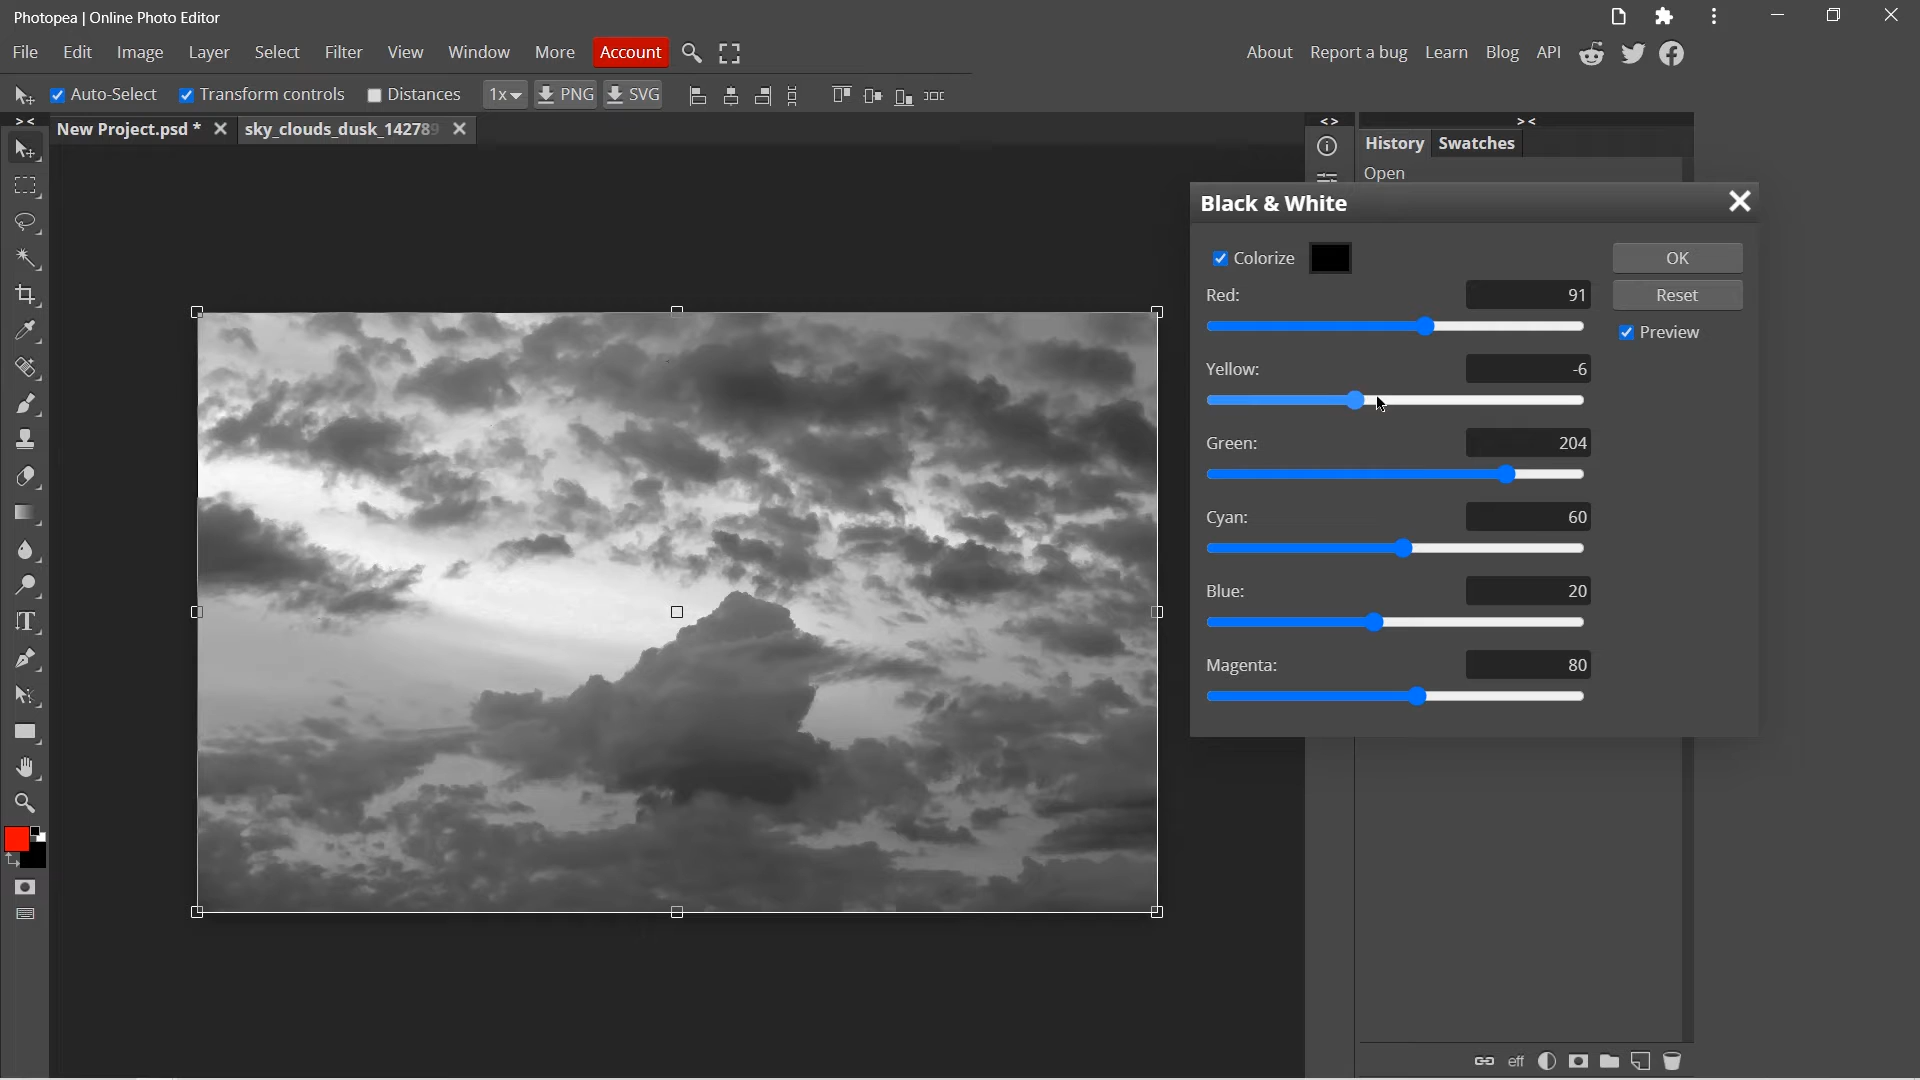 Photopea | Online Photo Editor
File Edit Image Layer Select Filter View Window More Account About Report a bug Learn Blog API
Auto-Select Transform controls Distances 1x PNG SVG
New Project.psd * sky_clouds_dusk_142789
History Swatches
Open
Black & White
Colorize OK
Red: 91 Reset
Preview
Yellow: -6
Green: 204
Cyan: 60
Blue: 20
Magenta: 80
eff